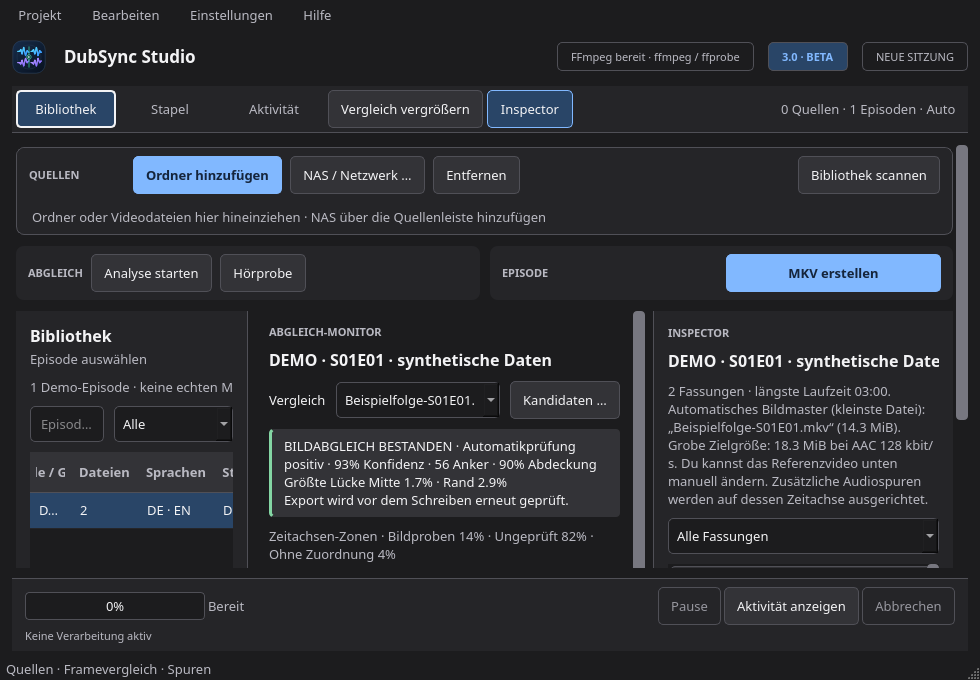 Projekt Bearbeiten Einstellungen Hilfe
DubSync Studio
FFmpeg bereit · ffmpeg / ffprobe
3.0 · BETA
NEUE SITZUNG
Bibliothek Stapel Aktivität Vergleich vergrößern Inspector
0 Quellen · 1 Episoden · Auto
QUELLEN Ordner hinzufügen NAS / Netzwerk ... Entfernen Bibliothek scannen
Ordner oder Videodateien hier hineinziehen · NAS über die Quellenleiste hinzufügen
ABGLEICH Analyse starten Hörprobe
EPISODE MKV erstellen
Bibliothek
Episode auswählen
1 Demo-Episode · keine echten M
Episod... Alle
le / G Dateien Sprachen St
D... 2 DE · EN D
ABGLEICH-MONITOR
DEMO · S01E01 · synthetische Daten
Vergleich Beispielfolge-S01E01. Kandidaten ...
BILDABGLEICH BESTANDEN · Automatikprüfung
positiv · 93% Konfidenz · 56 Anker · 90% Abdeckung
Größte Lücke Mitte 1.7% · Rand 2.9%
Export wird vor dem Schreiben erneut geprüft.
Zeitachsen-Zonen · Bildproben 14% · Ungeprüft 82% ·
Ohne Zuordnung 4%
INSPECTOR
DEMO · S01E01 · synthetische Date
2 Fassungen · längste Laufzeit 03:00.
Automatisches Bildmaster (kleinste Datei):
„Beispielfolge-S01E01.mkv“ (14.3 MiB).
Grobe Zielgröße: 18.3 MiB bei AAC 128 kbit/
s. Du kannst das Referenzvideo unten
manuell ändern. Zusätzliche Audiospuren
werden auf dessen Zeitachse ausgerichtet.
Alle Fassungen
0% Bereit
Keine Verarbeitung aktiv
Pause Aktivität anzeigen Abbrechen
Quellen · Framevergleich · Spuren